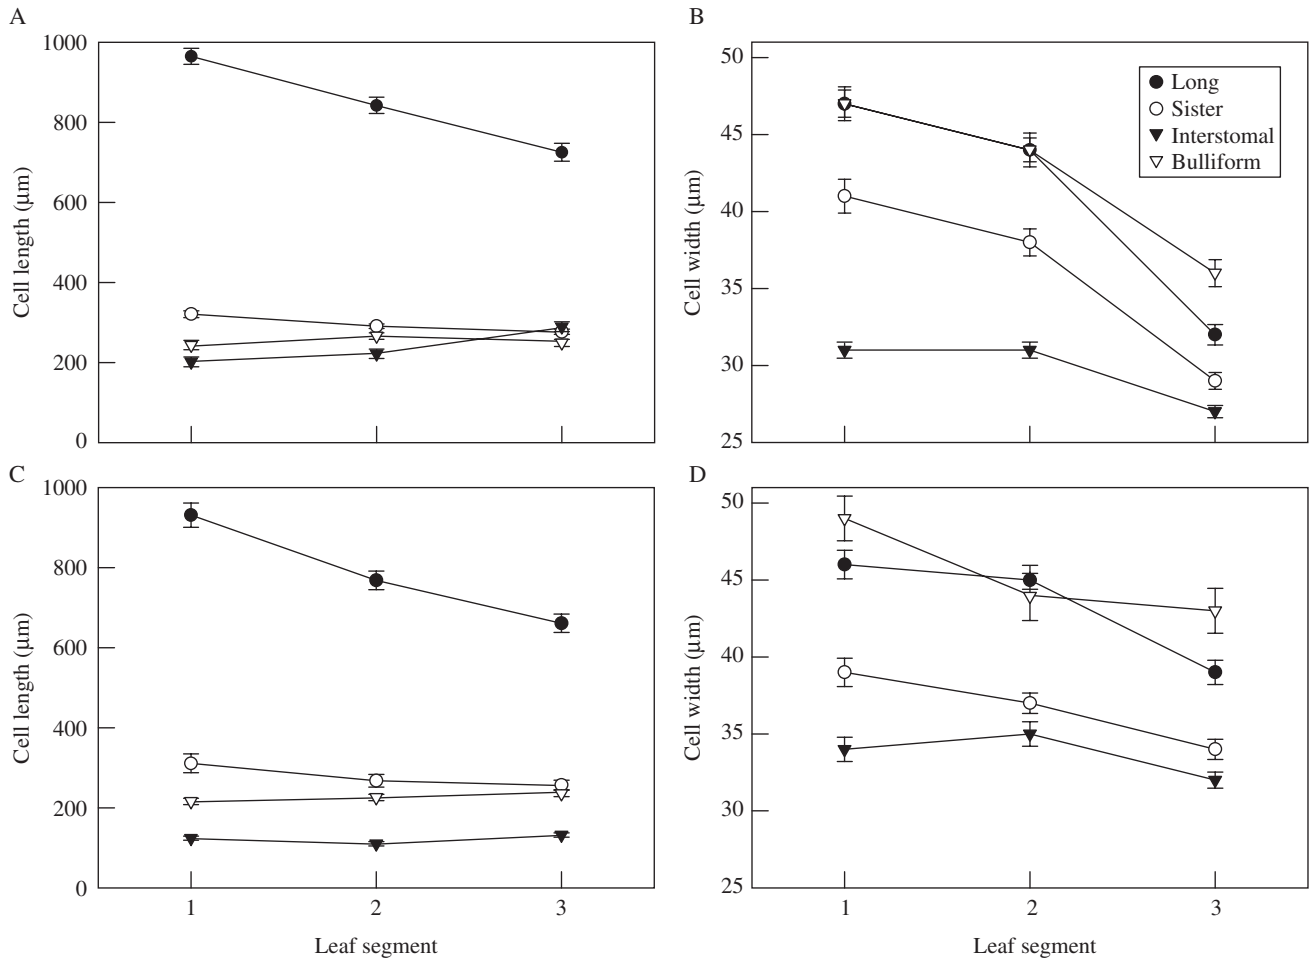 A
1000
800
600
400
200
0
Cell length (μm)
B
50
45
40
35
30
25
Cell width (μm)
Long
Sister
Interstomal
Bulliform
C
1000
800
600
400
200
0
Cell length (μm)
1
2
3
Leaf segment
D
50
45
40
35
30
25
Cell width (μm)
1
2
3
Leaf segment